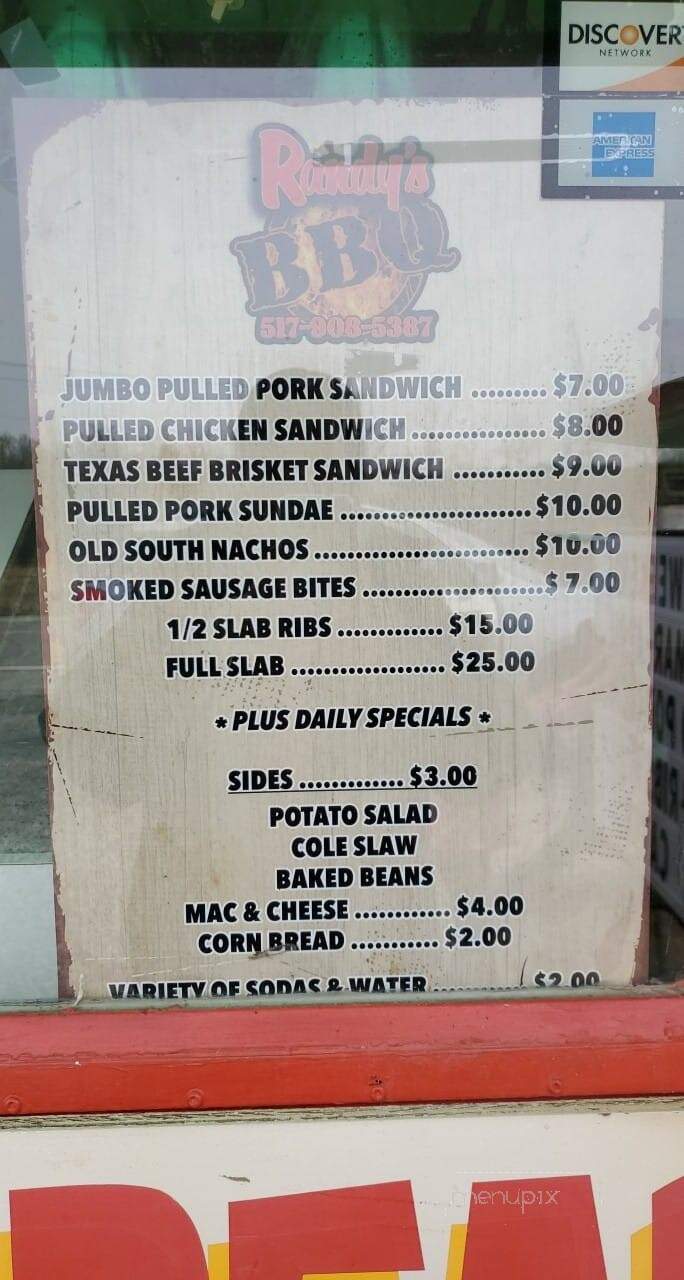 DISCOVER
NETWORK
AMERICAN
EXPRESS
Randy's
BBQ
517-908-5387
JUMBO PULLED PORK SANDWICH .......... $7.00
PULLED CHICKEN SANDWICH ................. $8.00
TEXAS BEEF BRISKET SANDWICH ............ $9.00
PULLED PORK SUNDAE ......................... $10.00
OLD SOUTH NACHOS ............................ $10.00
SMOKED SAUSAGE BITES ........................$ 7.00
1/2 SLAB RIBS .............. $15.00
FULL SLAB .................... $25.00
* PLUS DAILY SPECIALS *
SIDES ............. $3.00
POTATO SALAD
COLE SLAW
BAKED BEANS
MAC & CHEESE ............ $4.00
CORN BREAD ........... $2.00
VARIETY OF SODAS & WATER ............ $2.00
menupix